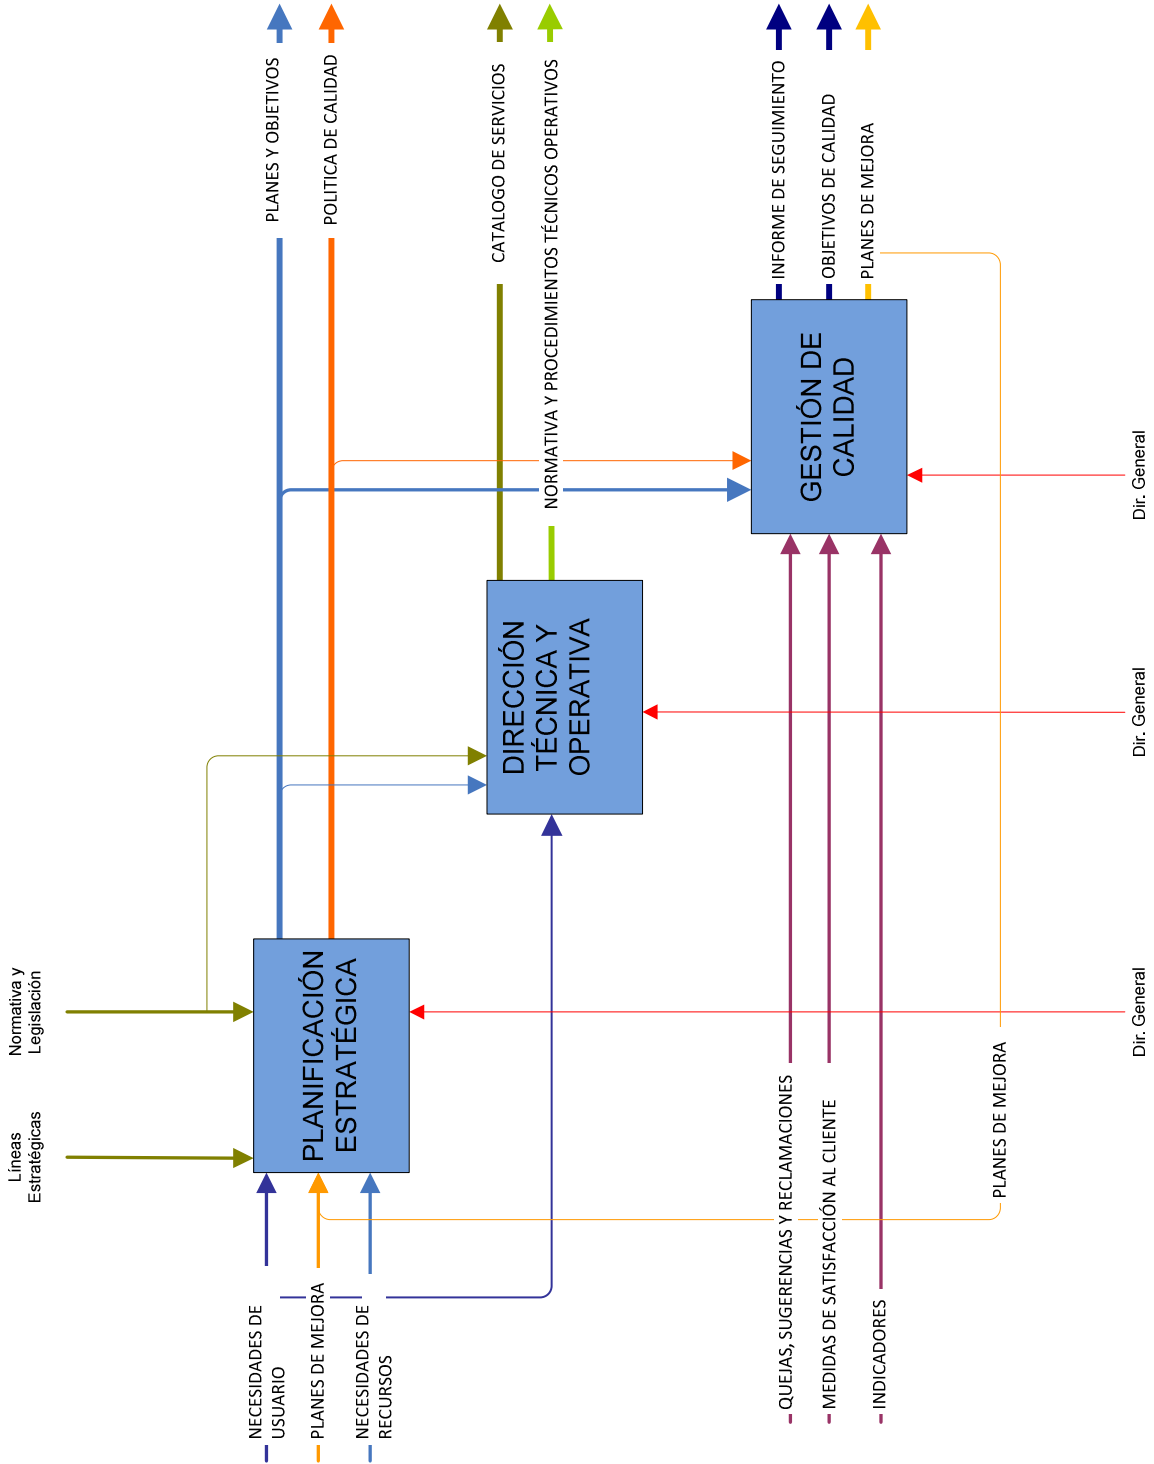 Líneas
Estratégicas
Normativa y
Legislación
NECESIDADES DE
USUARIO
PLANES DE MEJORA
NECESIDADES DE
RECURSOS
PLANIFICACIÓN
ESTRATÉGICA
PLANES Y OBJETIVOS
POLITICA DE CALIDAD
DIRECCIÓN
TÉCNICA Y
OPERATIVA
CATALOGO DE SERVICIOS
NORMATIVA Y PROCEDIMIENTOS TÉCNICOS OPERATIVOS
QUEJAS, SUGERENCIAS Y RECLAMACIONES
MEDIDAS DE SATISFACCIÓN AL CLIENTE
INDICADORES
GESTIÓN DE
CALIDAD
INFORME DE SEGUIMIENTO
OBJETIVOS DE CALIDAD
PLANES DE MEJORA
PLANES DE MEJORA
Dir. General
Dir. General
Dir. General